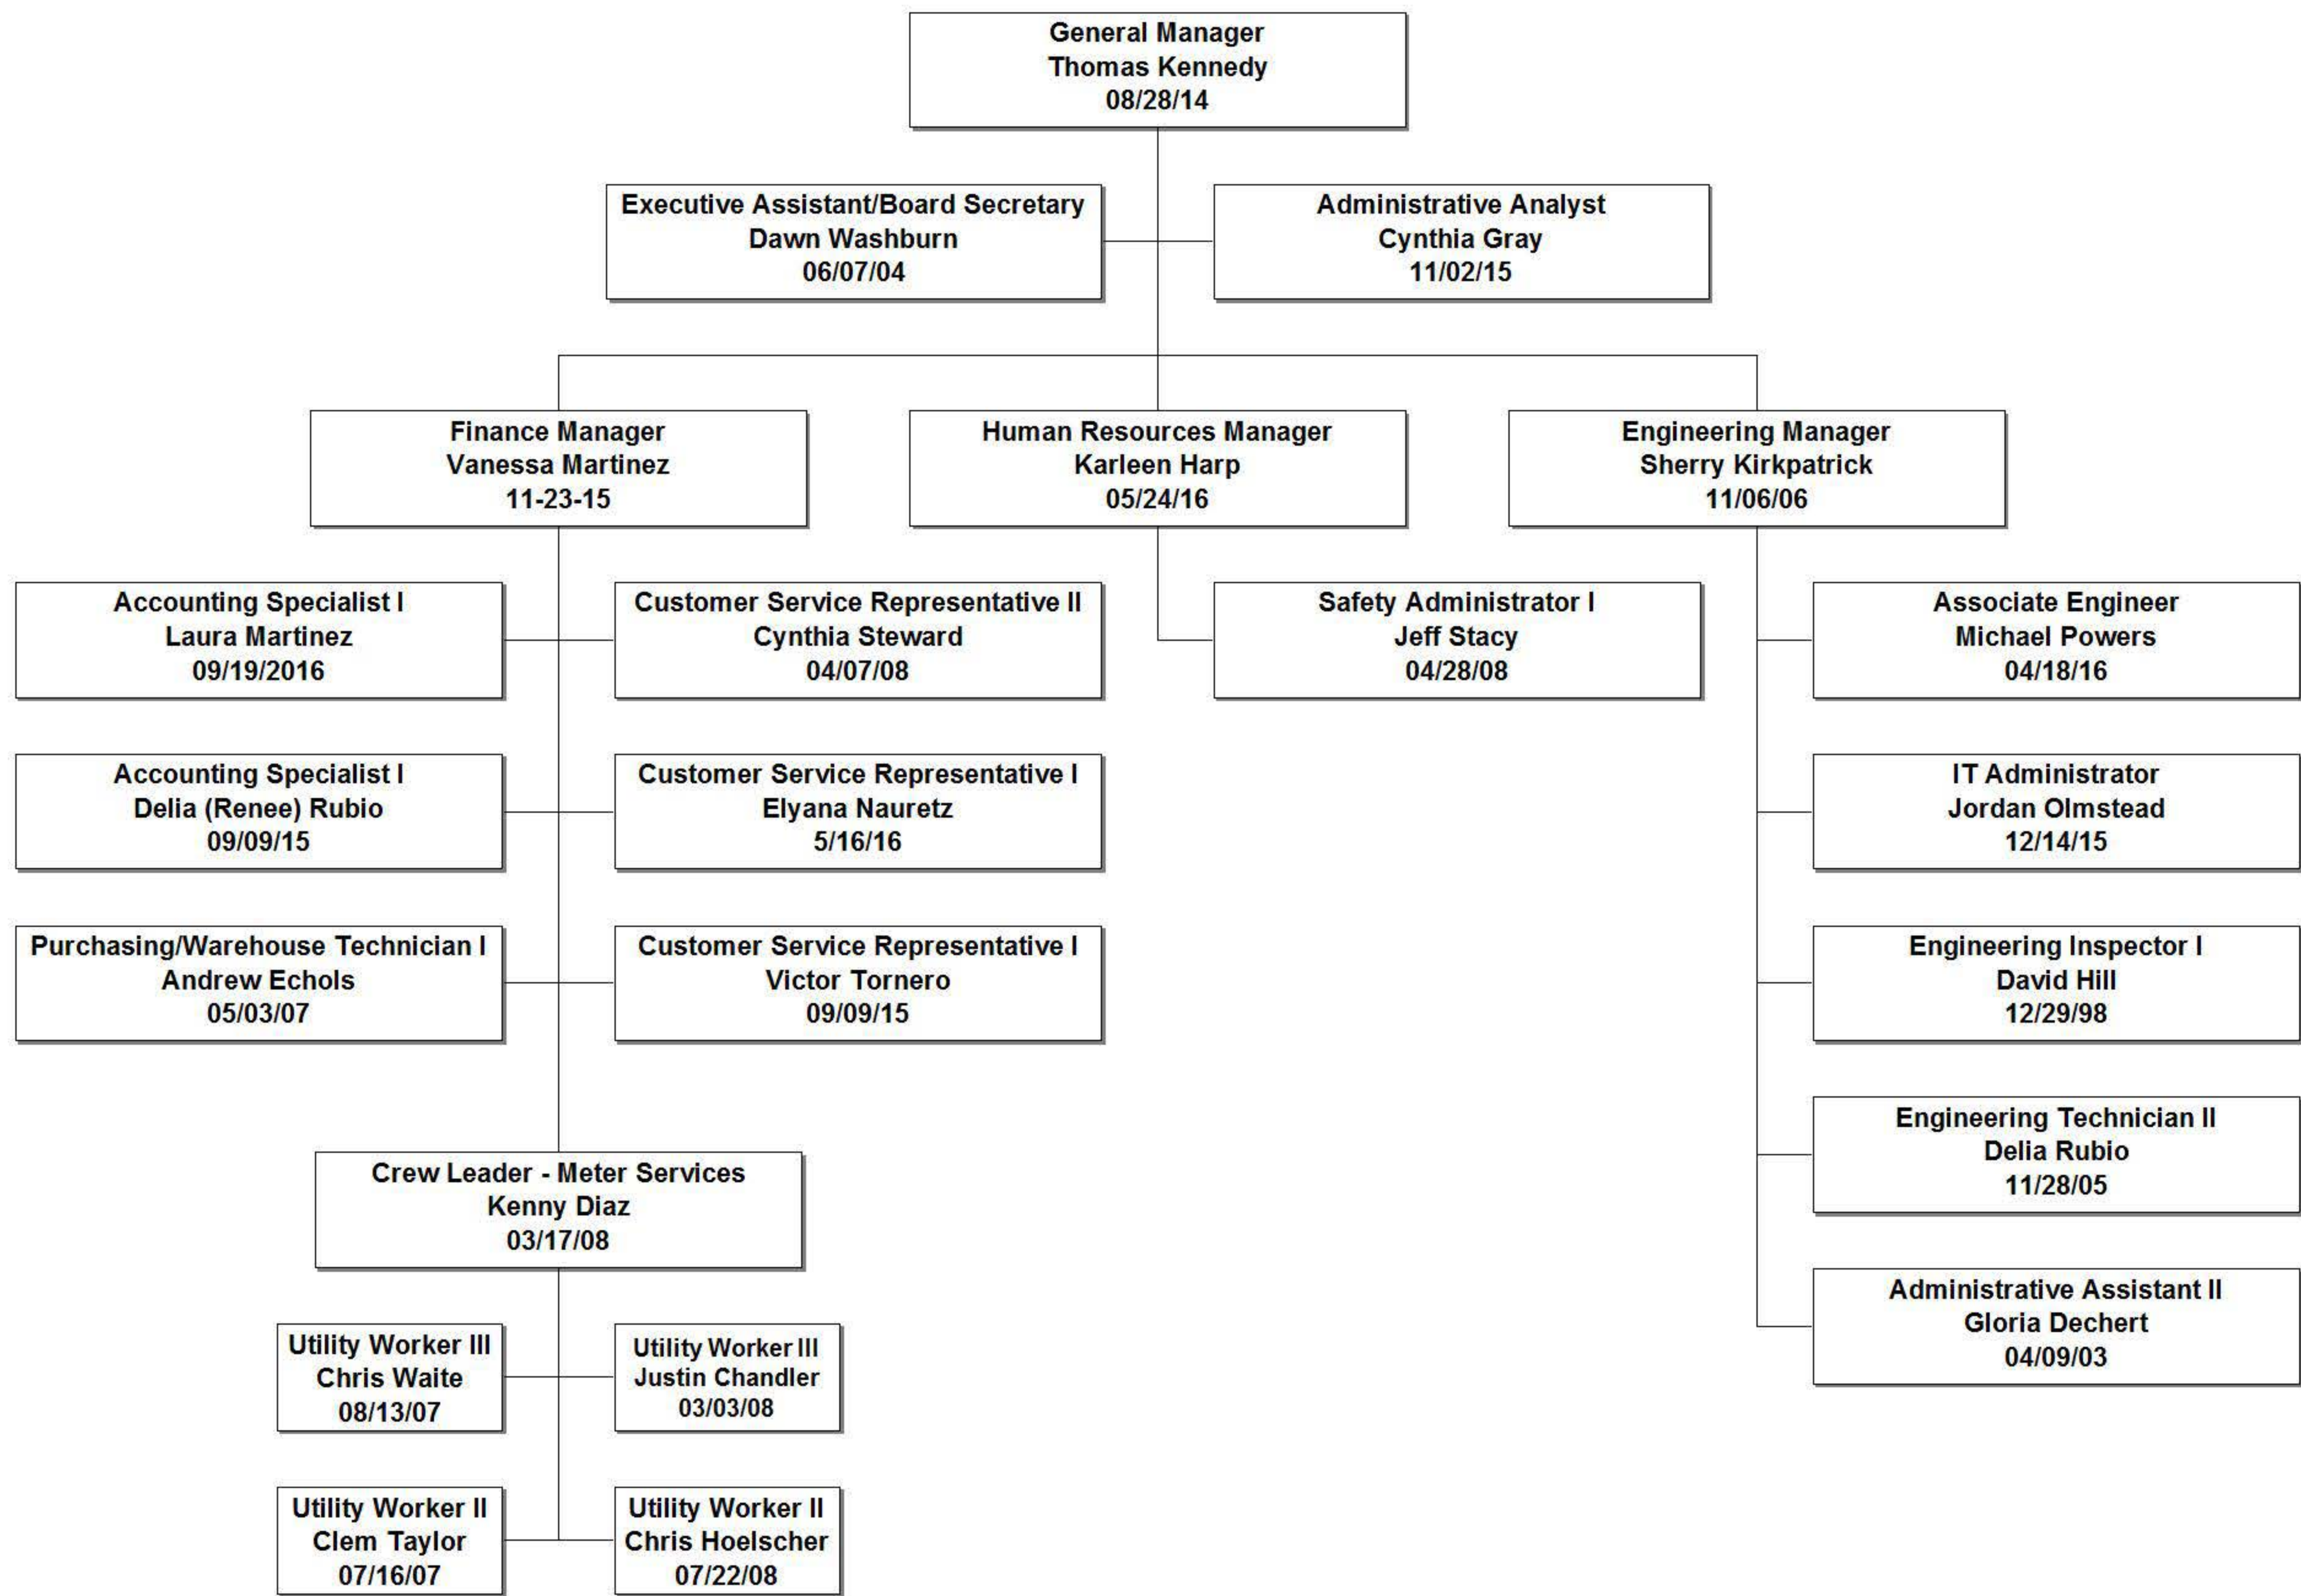 General Manager
Thomas Kennedy
08/28/14
Executive Assistant/Board Secretary
Dawn Washburn
06/07/04
Administrative Analyst
Cynthia Gray
11/02/15
Finance Manager
Vanessa Martinez
11-23-15
Human Resources Manager
Karleen Harp
05/24/16
Engineering Manager
Sherry Kirkpatrick
11/06/06
Accounting Specialist I
Laura Martinez
09/19/2016
Customer Service Representative II
Cynthia Steward
04/07/08
Safety Administrator I
Jeff Stacy
04/28/08
Associate Engineer
Michael Powers
04/18/16
Accounting Specialist I
Delia (Renee) Rubio
09/09/15
Customer Service Representative I
Elyana Nauretz
5/16/16
IT Administrator
Jordan Olmstead
12/14/15
Purchasing/Warehouse Technician I
Andrew Echols
05/03/07
Customer Service Representative I
Victor Tornero
09/09/15
Engineering Inspector I
David Hill
12/29/98
Engineering Technician II
Delia Rubio
11/28/05
Crew Leader - Meter Services
Kenny Diaz
03/17/08
Administrative Assistant II
Gloria Dechert
04/09/03
Utility Worker III
Chris Waite
08/13/07
Utility Worker III
Justin Chandler
03/03/08
Utility Worker II
Clem Taylor
07/16/07
Utility Worker II
Chris Hoelscher
07/22/08